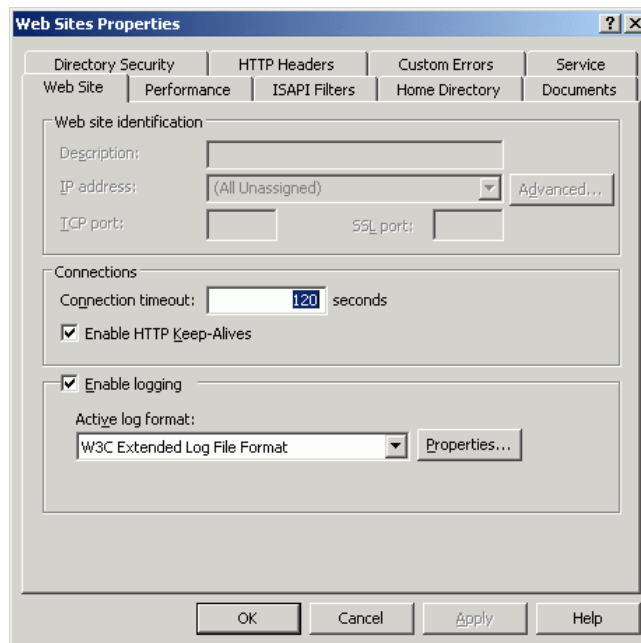 Web Sites Properties
Directory Security HTTP Headers Custom Errors Service
Web Site Performance ISAPI Filters Home Directory Documents
Web site identification
Description:
IP address: (All Unassigned) Advanced...
TCP port: SSL port:
Connections
Connection timeout: 120 seconds
Enable HTTP Keep-Alives
Enable logging
Active log format:
W3C Extended Log File Format Properties...
OK Cancel Apply Help